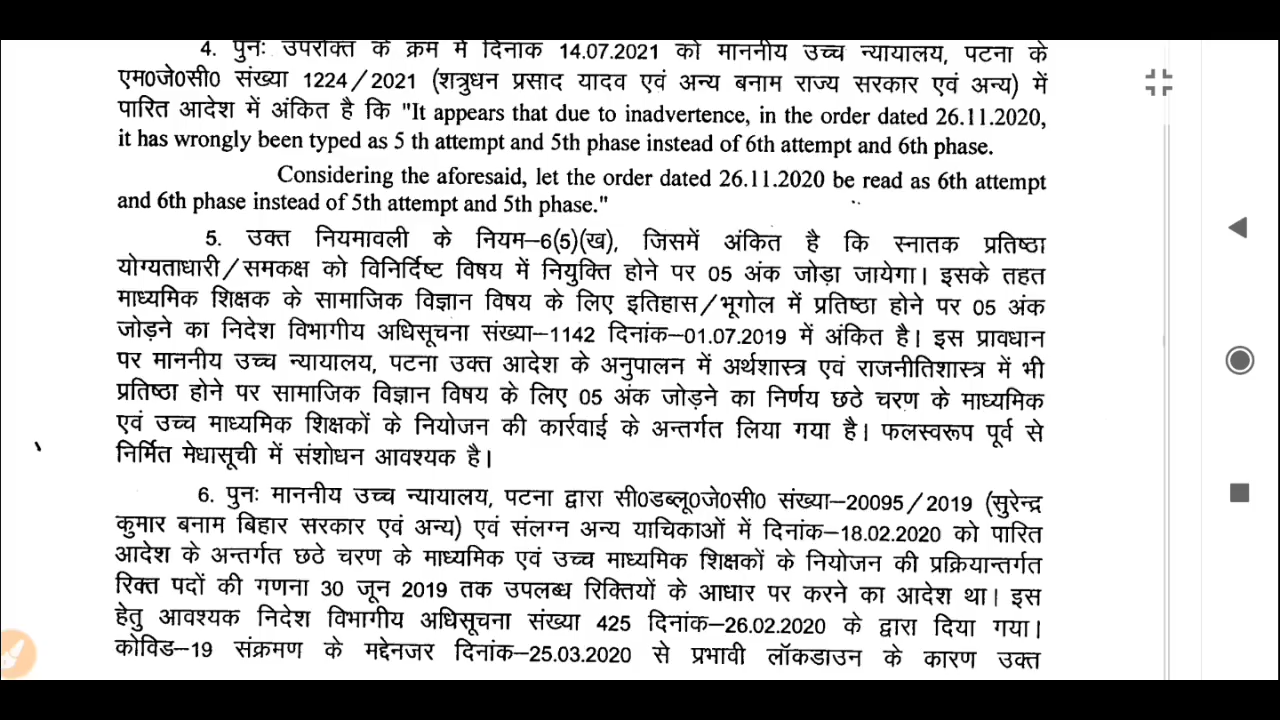 4. पुनः उपरोक्त के क्रम में दिनांक 14.07.2021 को माननीय उच्च न्यायालय, पटना के
एम0जे0सी0 संख्या 1224/2021 (शत्रुधन प्रसाद यादव एवं अन्य बनाम राज्य सरकार एवं अन्य) में
पारित आदेश में अंकित है कि "It appears that due to inadvertence, in the order dated 26.11.2020,
it has wrongly been typed as 5 th attempt and 5th phase instead of 6th attempt and 6th phase.
Considering the aforesaid, let the order dated 26.11.2020 be read as 6th attempt
and 6th phase instead of 5th attempt and 5th phase."
5. उक्त नियमावली के नियम-6(5)(ख), जिसमें अंकित है कि स्नातक प्रतिष्ठा
योग्यताधारी/समकक्ष को विनिर्दिष्ट विषय में नियुक्ति होने पर 05 अंक जोड़ा जायेगा। इसके तहत
माध्यमिक शिक्षक के सामाजिक विज्ञान विषय के लिए इतिहास/भूगोल में प्रतिष्ठा होने पर 05 अंक
जोड़ने का निदेश विभागीय अधिसूचना संख्या-1142 दिनांक-01.07.2019 में अंकित है। इस प्रावधान
पर माननीय उच्च न्यायालय, पटना उक्त आदेश के अनुपालन में अर्थशास्त्र एवं राजनीतिशास्त्र में भी
प्रतिष्ठा होने पर सामाजिक विज्ञान विषय के लिए 05 अंक जोड़ने का निर्णय छठे चरण के माध्यमिक
एवं उच्च माध्यमिक शिक्षकों के नियोजन की कार्रवाई के अन्तर्गत लिया गया है। फलस्वरूप पूर्व से
निर्मित मेधासूची में संशोधन आवश्यक है।
6. पुनः माननीय उच्च न्यायालय, पटना द्वारा सी0डब्लू0जे0सी0 संख्या-20095/2019 (सुरेन्द्र
कुमार बनाम बिहार सरकार एवं अन्य) एवं संलग्न अन्य याचिकाओं में दिनांक-18.02.2020 को पारित
आदेश के अन्तर्गत छठे चरण के माध्यमिक एवं उच्च माध्यमिक शिक्षकों के नियोजन की प्रक्रियान्तर्गत
रिक्त पदों की गणना 30 जून 2019 तक उपलब्ध रिक्तियों के आधार पर करने का आदेश था। इस
हेतु आवश्यक निदेश विभागीय अधिसूचना संख्या 425 दिनांक-26.02.2020 के द्वारा दिया गया।
कोविड-19 संक्रमण के मद्देनजर दिनांक-25.03.2020 से प्रभावी लॉकडाउन के कारण उक्त